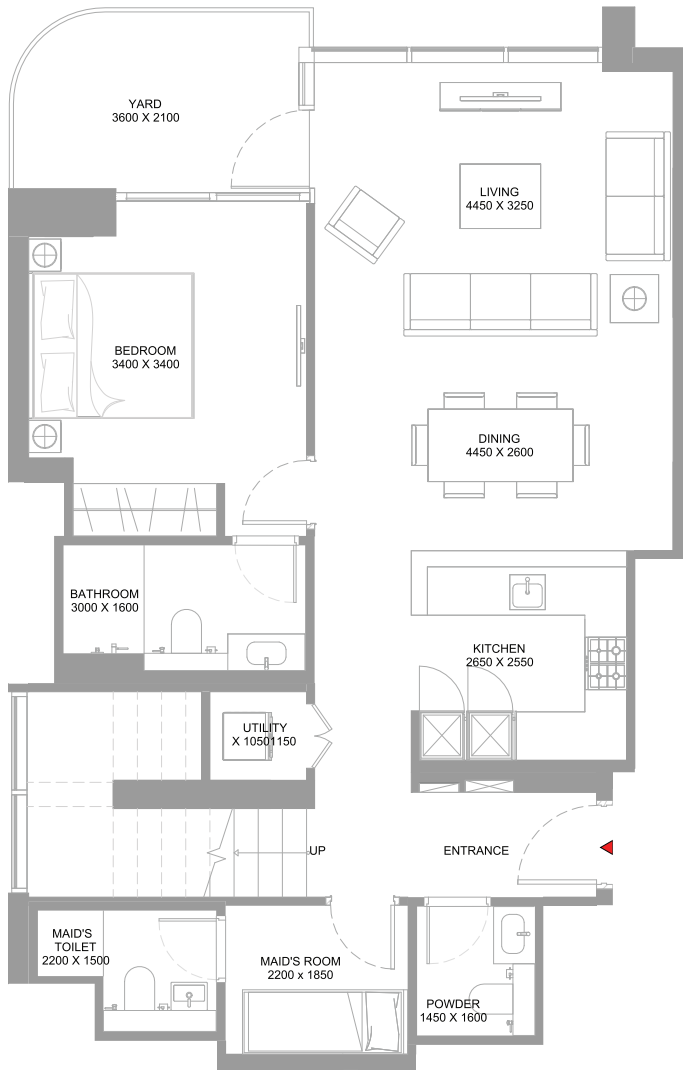 YARD
3600 X 2100
LIVING
4450 X 3250
BEDROOM
3400 X 3400
DINING
4450 X 2600
BATHROOM
3000 X 1600
KITCHEN
2650 X 2550
UTILITY
X 10501150
UP
ENTRANCE
MAID'S
TOILET
2200 X 1500
MAID'S ROOM
2200 x 1850
POWDER
1450 X 1600